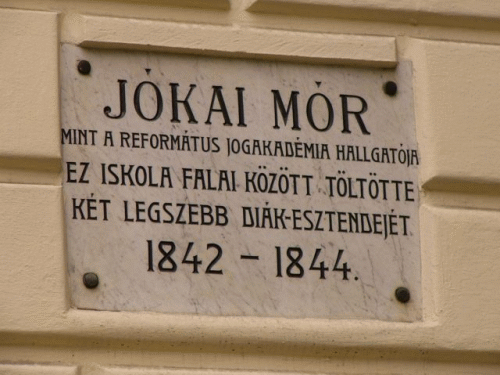 JÓKAI MÓR
MINT A REFORMÁTUS JOGAKADÉMIA HALLGATÓJA
EZ ISKOLA FALAI KÖZÖTT TÖLTÖTTE
KÉT LEGSZEBB DIÁK-ESZTENDEJÉT
1842 – 1844.